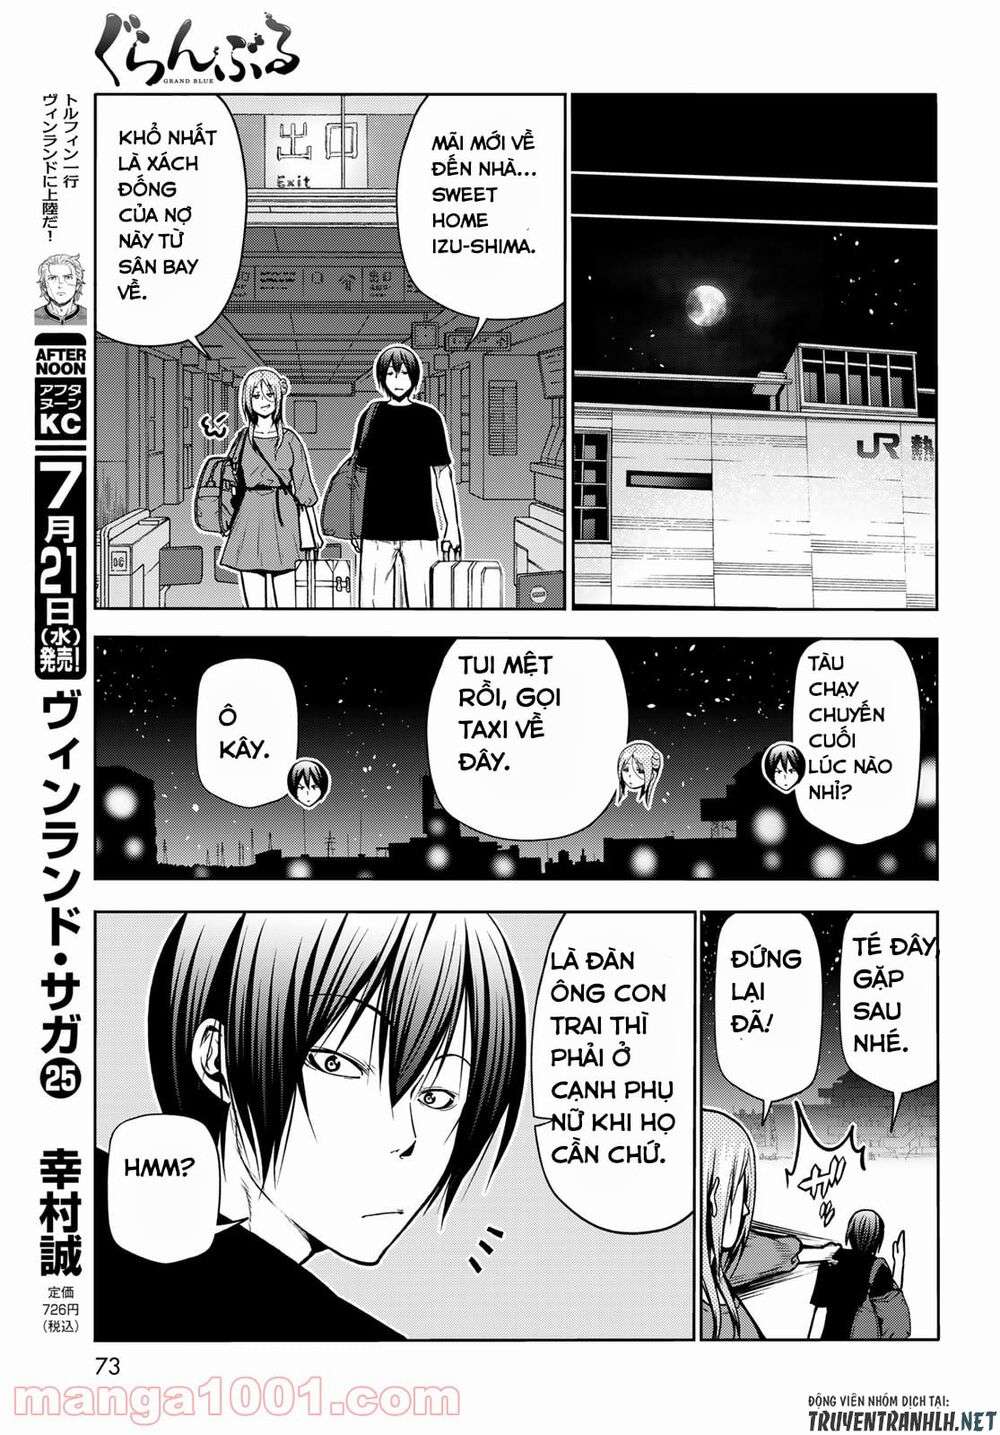 ぐらんぶる
GRAND BLUE
JR 熱
MÃI MỚI VỀ
ĐẾN NHÀ...
SWEET
HOME
IZU-SHIMA.
出口
Exit
KHỔ NHẤT
LÀ XÁCH
ĐỐNG
CỦA NỢ
NÀY TỪ
SÂN BAY
VỀ.
TÀU
CHẠY
CHUYẾN
CUỐI
LÚC NÀO
NHỈ?
TUI MỆT
RỒI, GỌI
TAXI VỀ
ĐÂY.
Ô
KÂY.
TÉ ĐÂY,
GẶP
SAU
NHÉ.
ĐỨNG
LẠI
ĐÃ!
LÀ ĐÀN
ÔNG CON
TRAI THÌ
PHẢI Ở
CẠNH PHỤ
NỮ KHI HỌ
CẦN CHỨ.
HMM?
トルフィン一行
ヴィンランドに上陸だ!
AFTER
NOON
アフタ
ヌーン
KC
7月21日(水)発売!
ヴィンランド・サガ25
幸村誠
定価
726円
(税込)
73
manga1001.com
ĐỘNG VIÊN NHÓM DỊCH TẠI:
TRUYENTRANHLH.NET